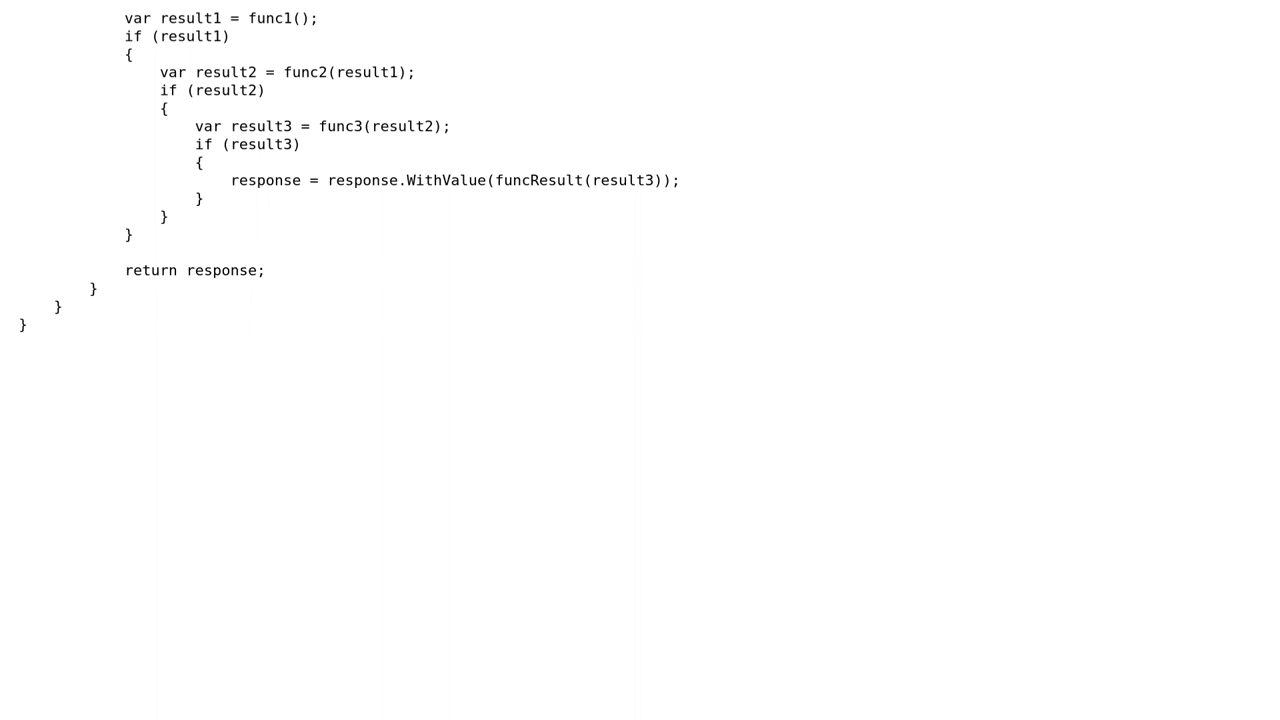 var result1 = func1();
            if (result1)
            {
                var result2 = func2(result1);
                if (result2)
                {
                    var result3 = func3(result2);
                    if (result3)
                    {
                        response = response.WithValue(funcResult(result3));
                    }
                }
            }

            return response;
        }
    }
}